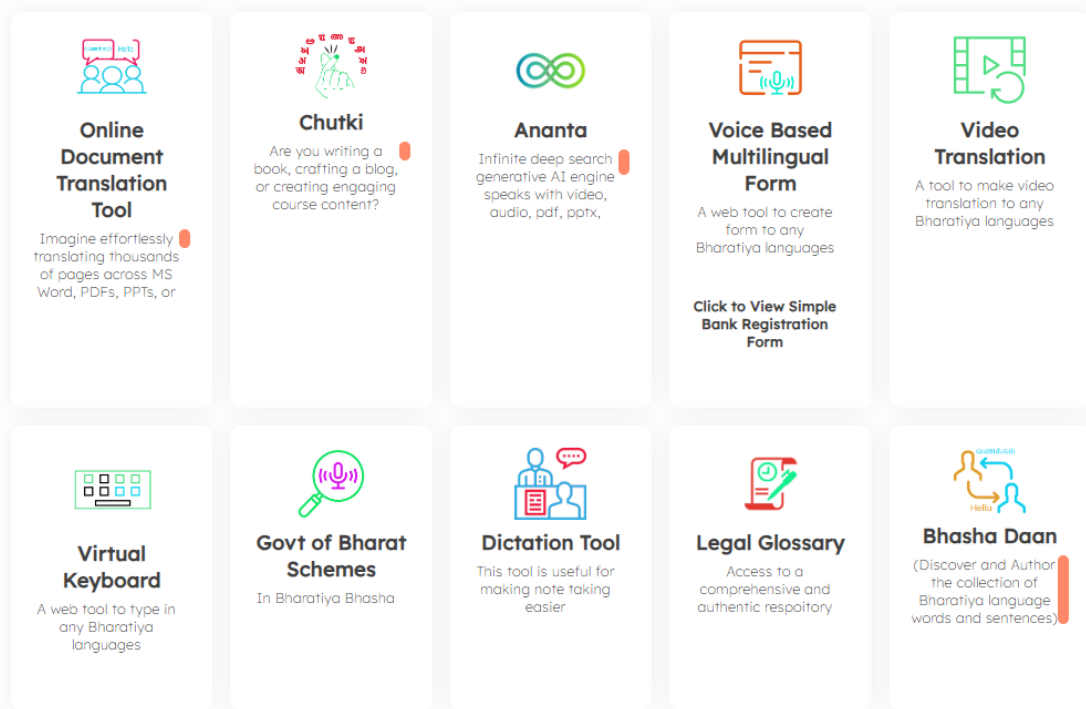 வணக்கம் Hello
Online
Document
Translation
Tool
Imagine effortlessly
translating thousands
of pages across MS
Word, PDFs, PPTs, or
Chutki
Are you writing a
book, crafting a blog,
or creating engaging
course content?
Ananta
Infinite deep search
generative AI engine
speaks with video,
audio, pdf, pptx,
Voice Based
Multilingual
Form
A web tool to create
form to any
Bharatiya languages
Click to View Simple
Bank Registration
Form
Video
Translation
A tool to make video
translation to any
Bharatiya languages
Virtual
Keyboard
A web tool to type in
any Bharatiya
languages
Govt of Bharat
Schemes
In Bharatiya Bhasha
Dictation Tool
This tool is useful for
making note taking
easier
Legal Glossary
Access to a
comprehensive and
authentic respoitory
வணக்கம்
Hello
Bhasha Daan
(Discover and Author
the collection of
Bharatiya language
words and sentences)